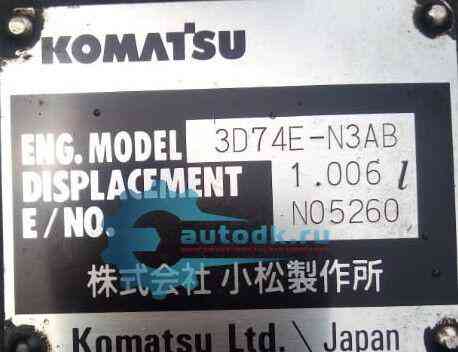 KOMATSU
ENG. MODEL 3D74E-N3AB
DISPLACEMENT 1.006 l
E/NO. N05260
autodk.ru
株式会社 小松製作所
Komatsu Ltd. \ Japan